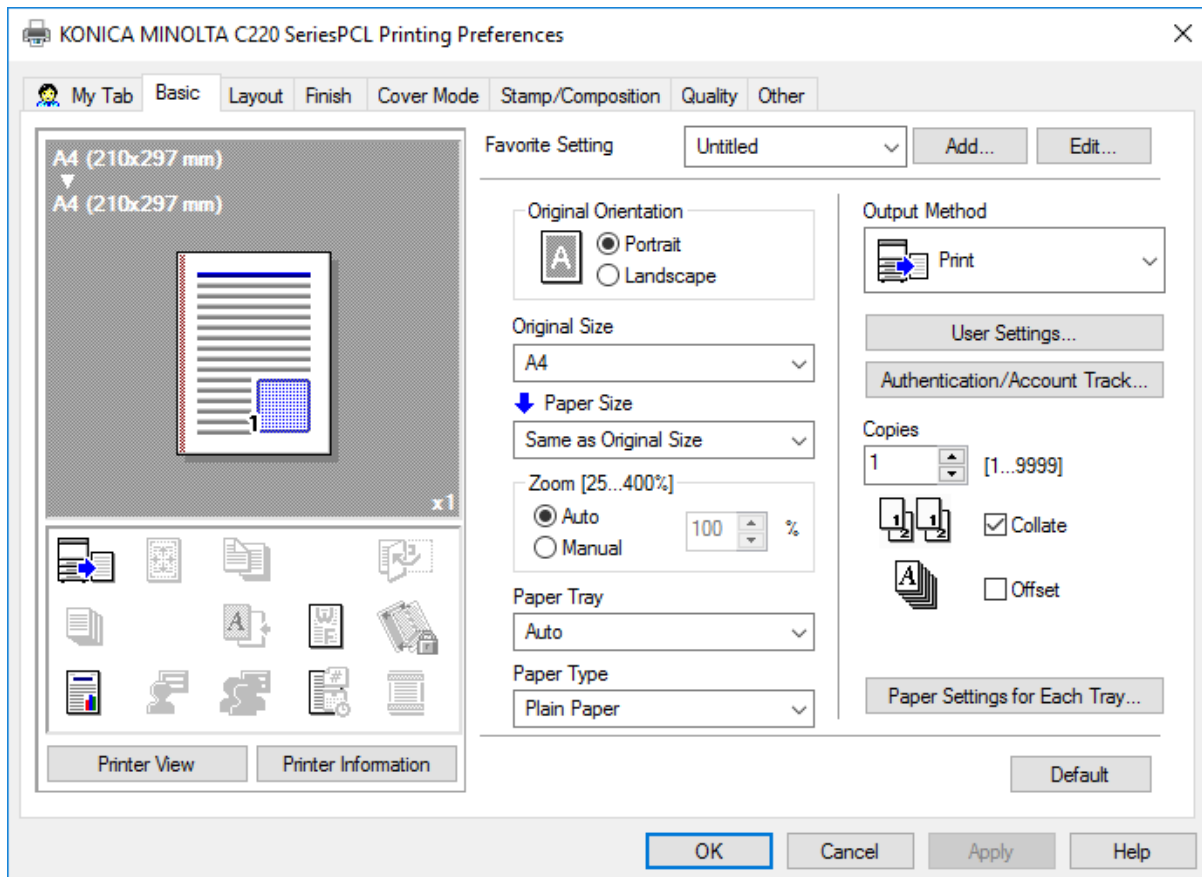 KONICA MINOLTA C220 SeriesPCL Printing Preferences
My Tab Basic Layout Finish Cover Mode Stamp/Composition Quality Other
A4 (210x297 mm)
A4 (210x297 mm)
1
x1
Printer View Printer Information
Favorite Setting Untitled Add... Edit...
Original Orientation
A
Portrait
Landscape
Original Size
A4
Paper Size
Same as Original Size
Zoom [25...400%]
Auto
Manual
100 %
Paper Tray
Auto
Paper Type
Plain Paper
Output Method
Print
User Settings...
Authentication/Account Track...
Copies
1 [1...9999]
Collate
Offset
Paper Settings for Each Tray...
Default
OK Cancel Apply Help